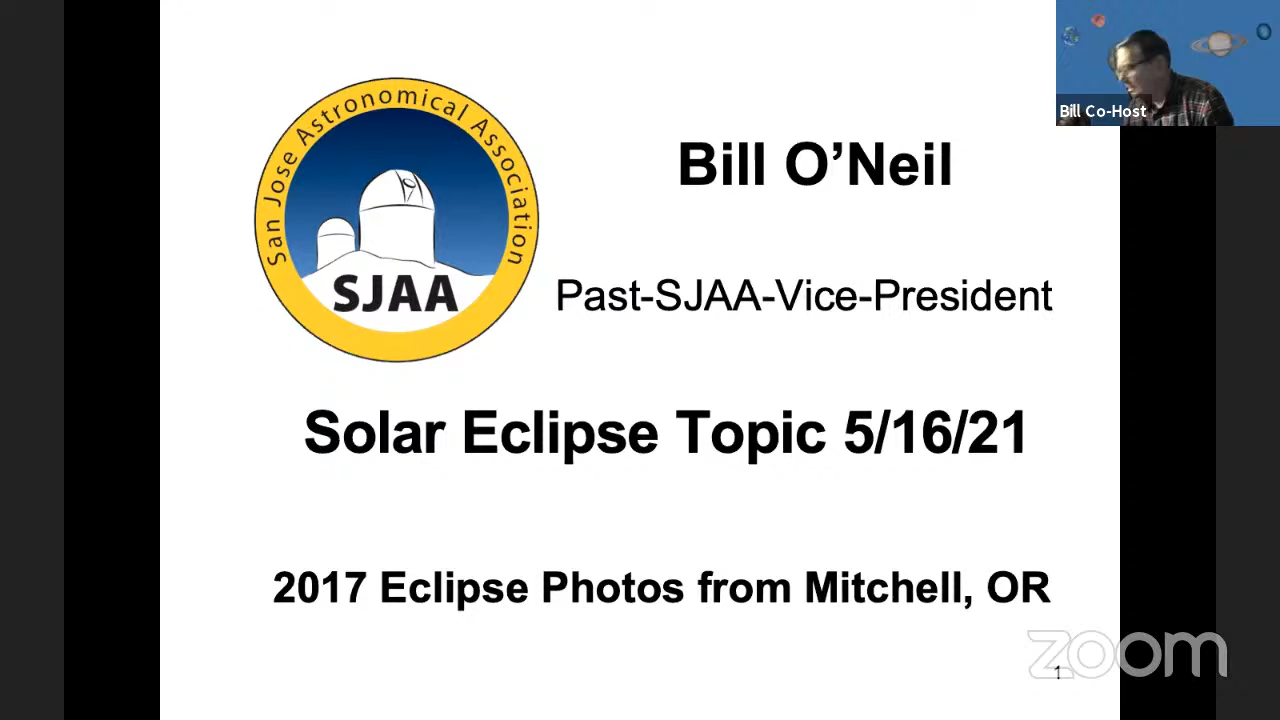 San Jose Astronomical Association
SJAA
Bill O’Neil
Past-SJAA-Vice-President
Solar Eclipse Topic 5/16/21
2017 Eclipse Photos from Mitchell, OR
Bill Co-Host
zoom
1